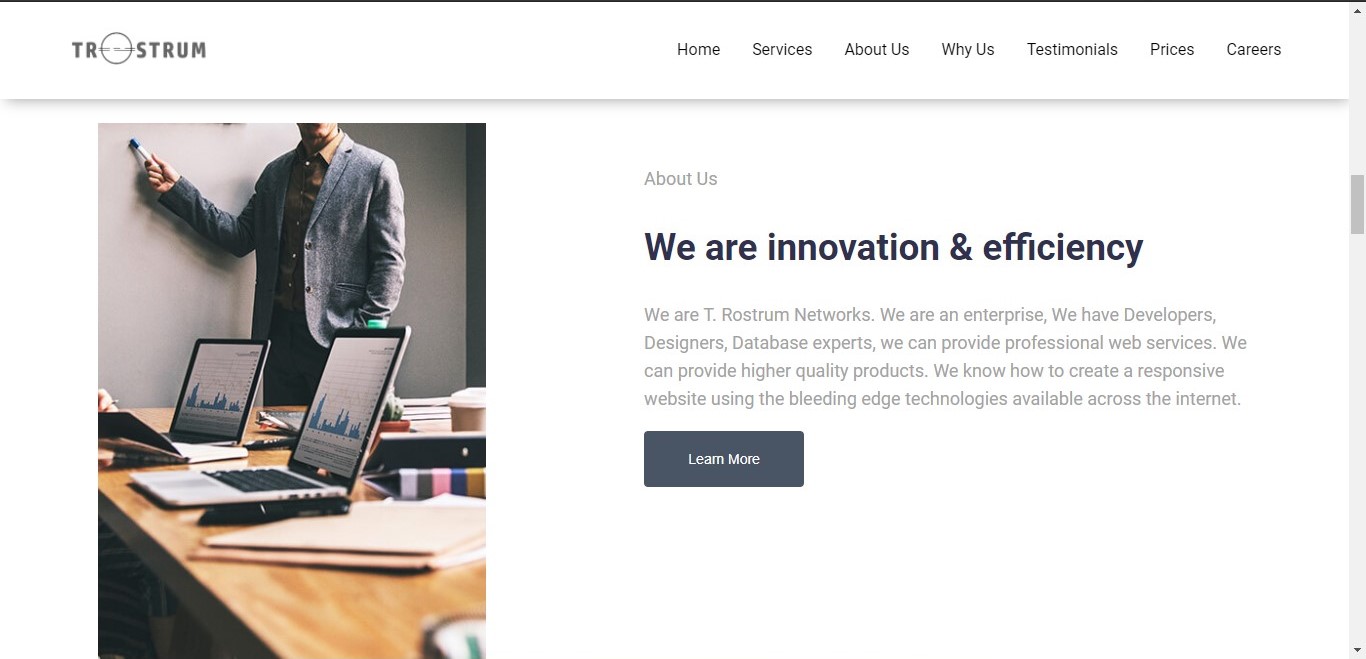 TROSTRUM
Home Services About Us Why Us Testimonials Prices Careers
About Us
We are innovation & efficiency
We are T. Rostrum Networks. We are an enterprise, We have Developers,
Designers, Database experts, we can provide professional web services. We
can provide higher quality products. We know how to create a responsive
website using the bleeding edge technologies available across the internet.
Learn More